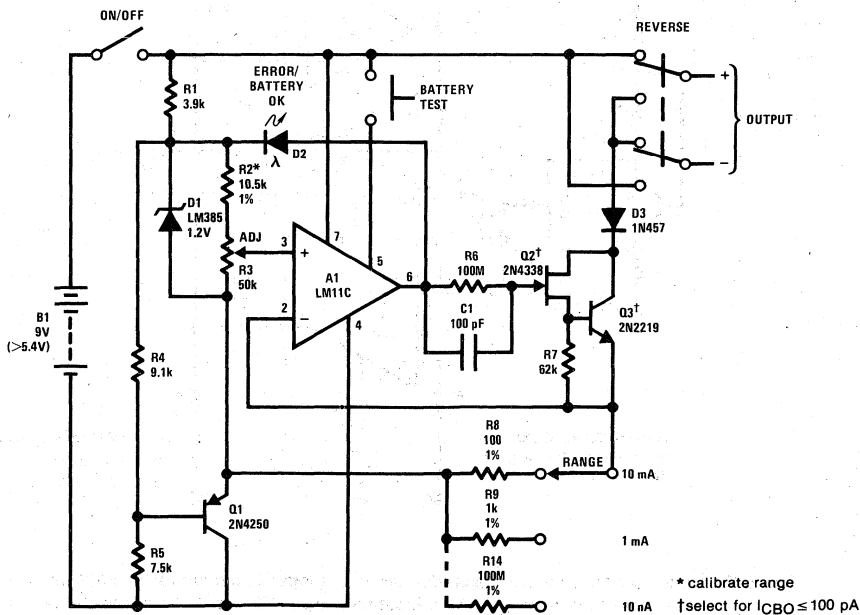 ON/OFF
REVERSE
R1
3.9k
ERROR/
BATTERY
OK
BATTERY
TEST
+
OUTPUT
λ
D2
−
R2*
10.5k
1%
D1
LM385
1.2V
D3
1N457
ADJ
3
+
7
R3
50k
A1
LM11C
5
6
R6
100M
Q2†
2N4338
2
−
4
C1
100 pF
Q3†
2N2219
B1
9V
(>5.4V)
R4
9.1k
R7
62k
R8
100
1%
RANGE
10 mA
Q1
2N4250
R9
1k
1%
1 mA
R5
7.5k
R14
100M
1%
10 nA
* calibrate range
†select for ICBO ≤ 100 pA